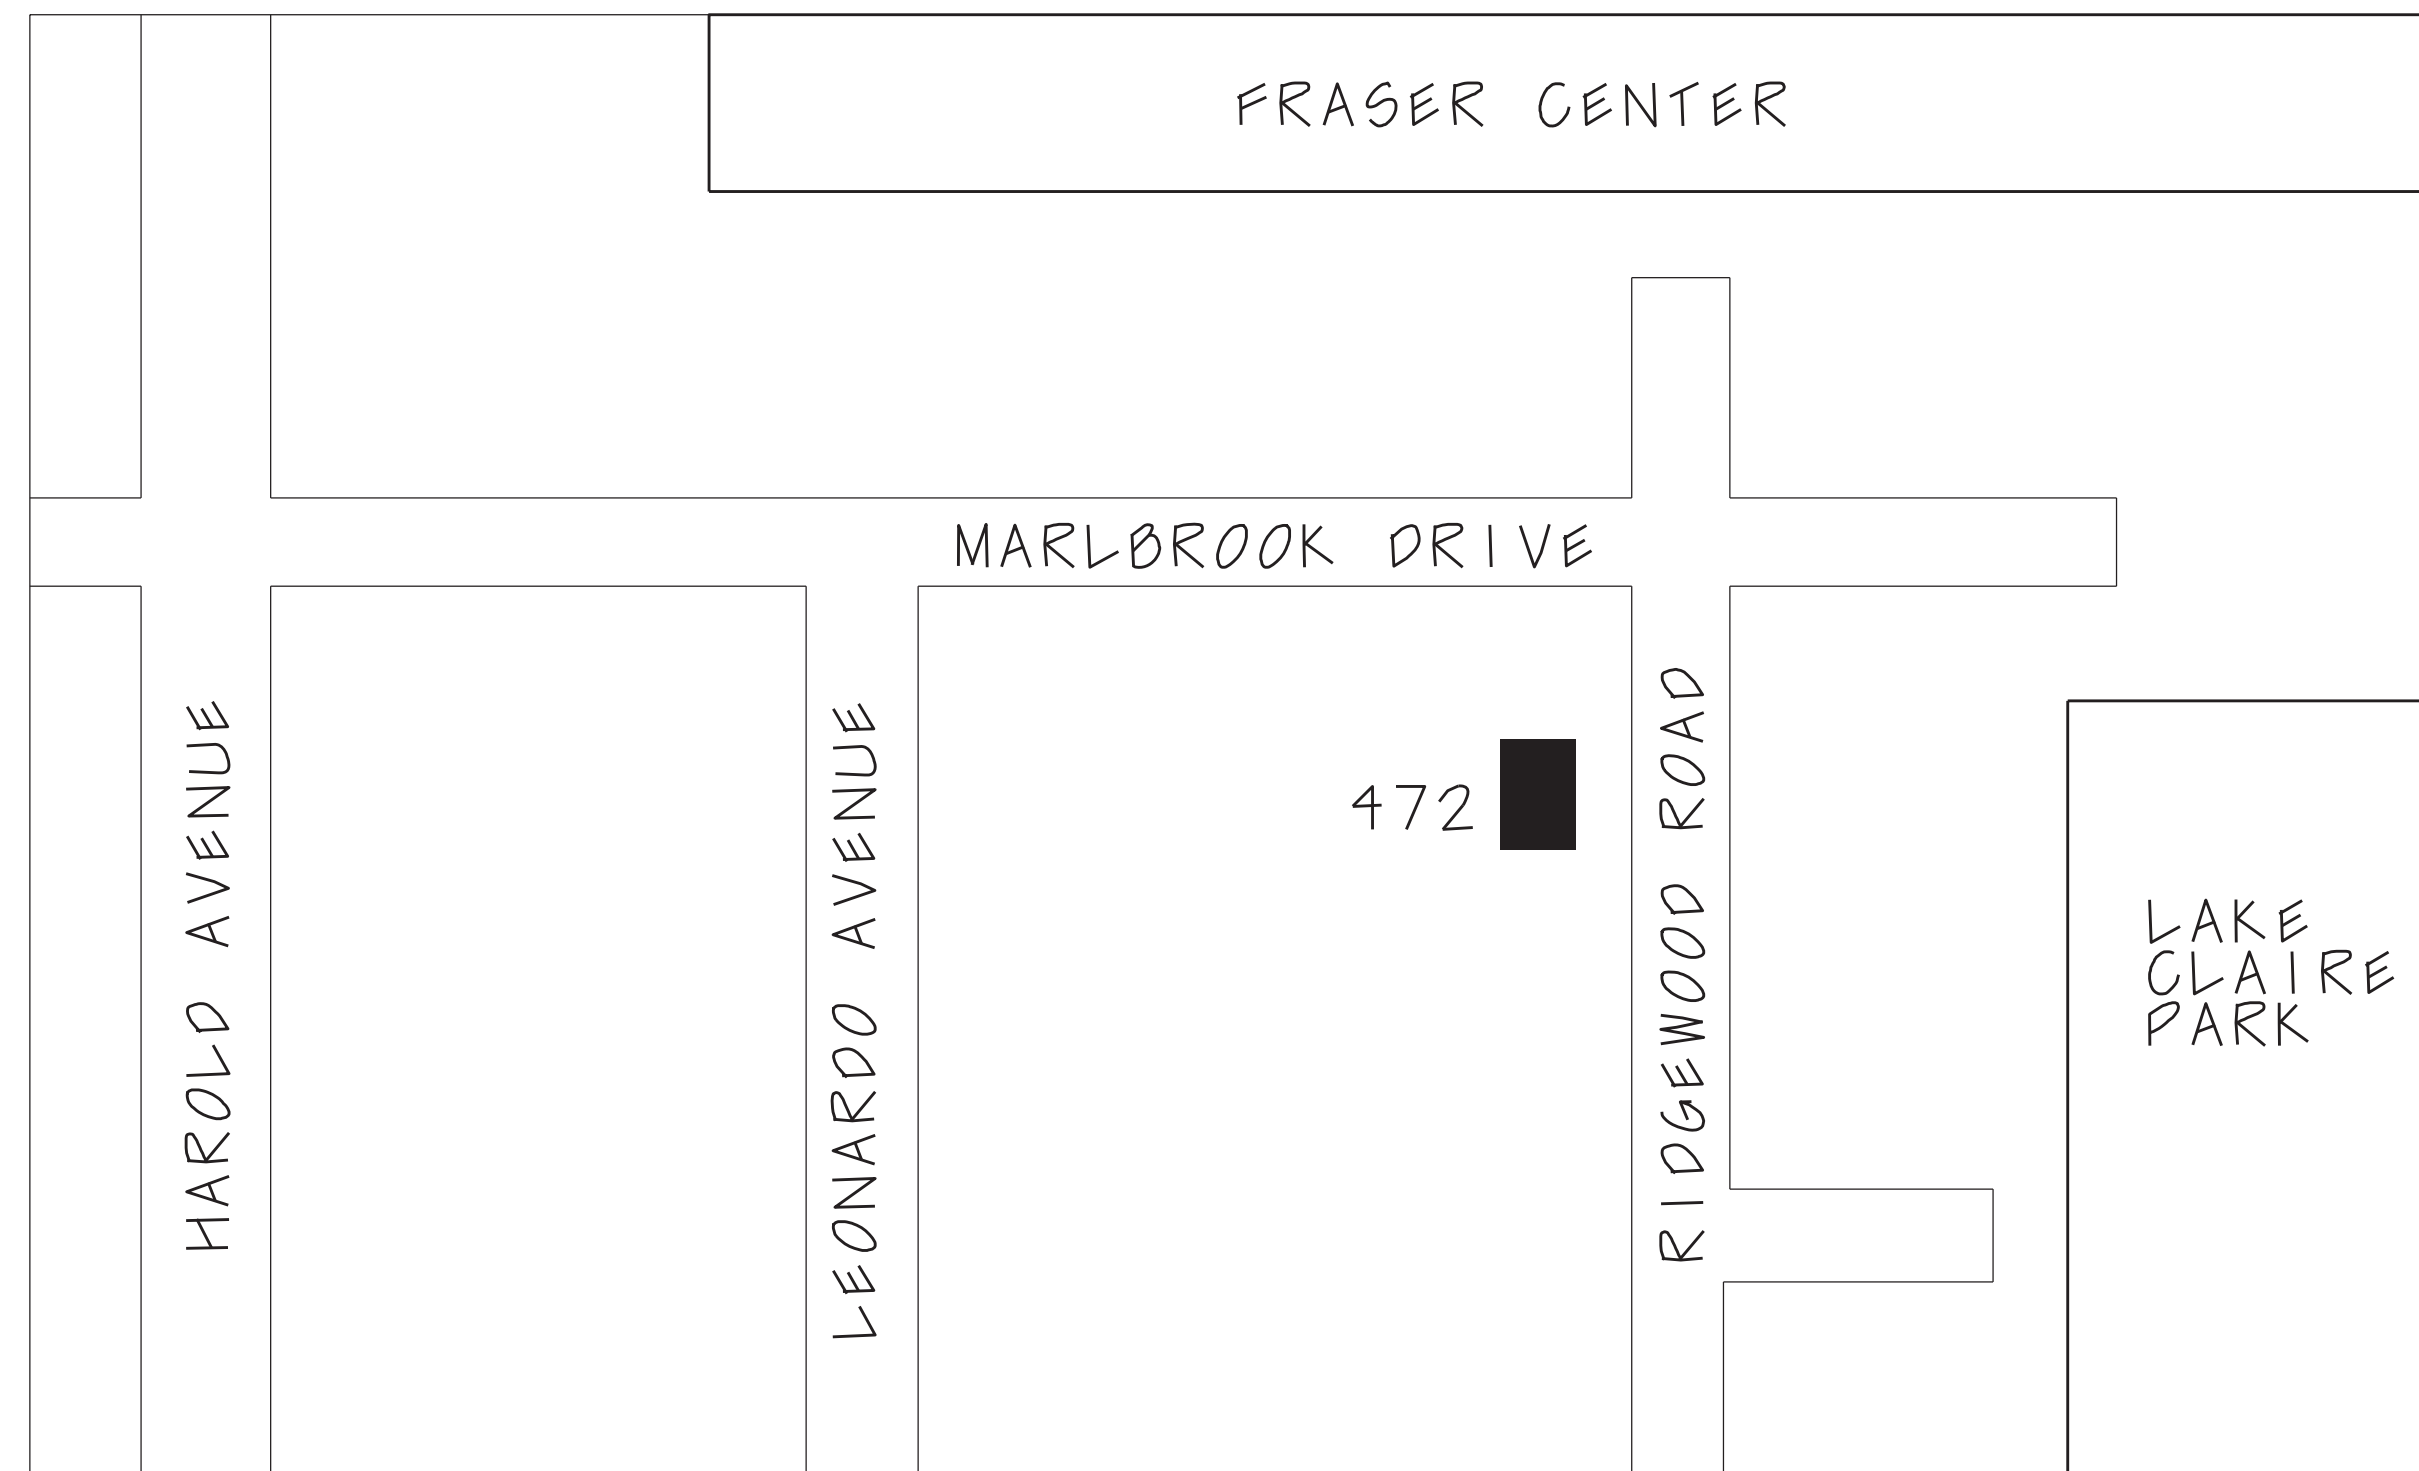 FRASER CENTER
MARLBROOK DRIVE
HAROLD AVENUE
LEONARDO AVENUE
472
RIDGEWOOD ROAD
LAKE
CLAIRE
PARK